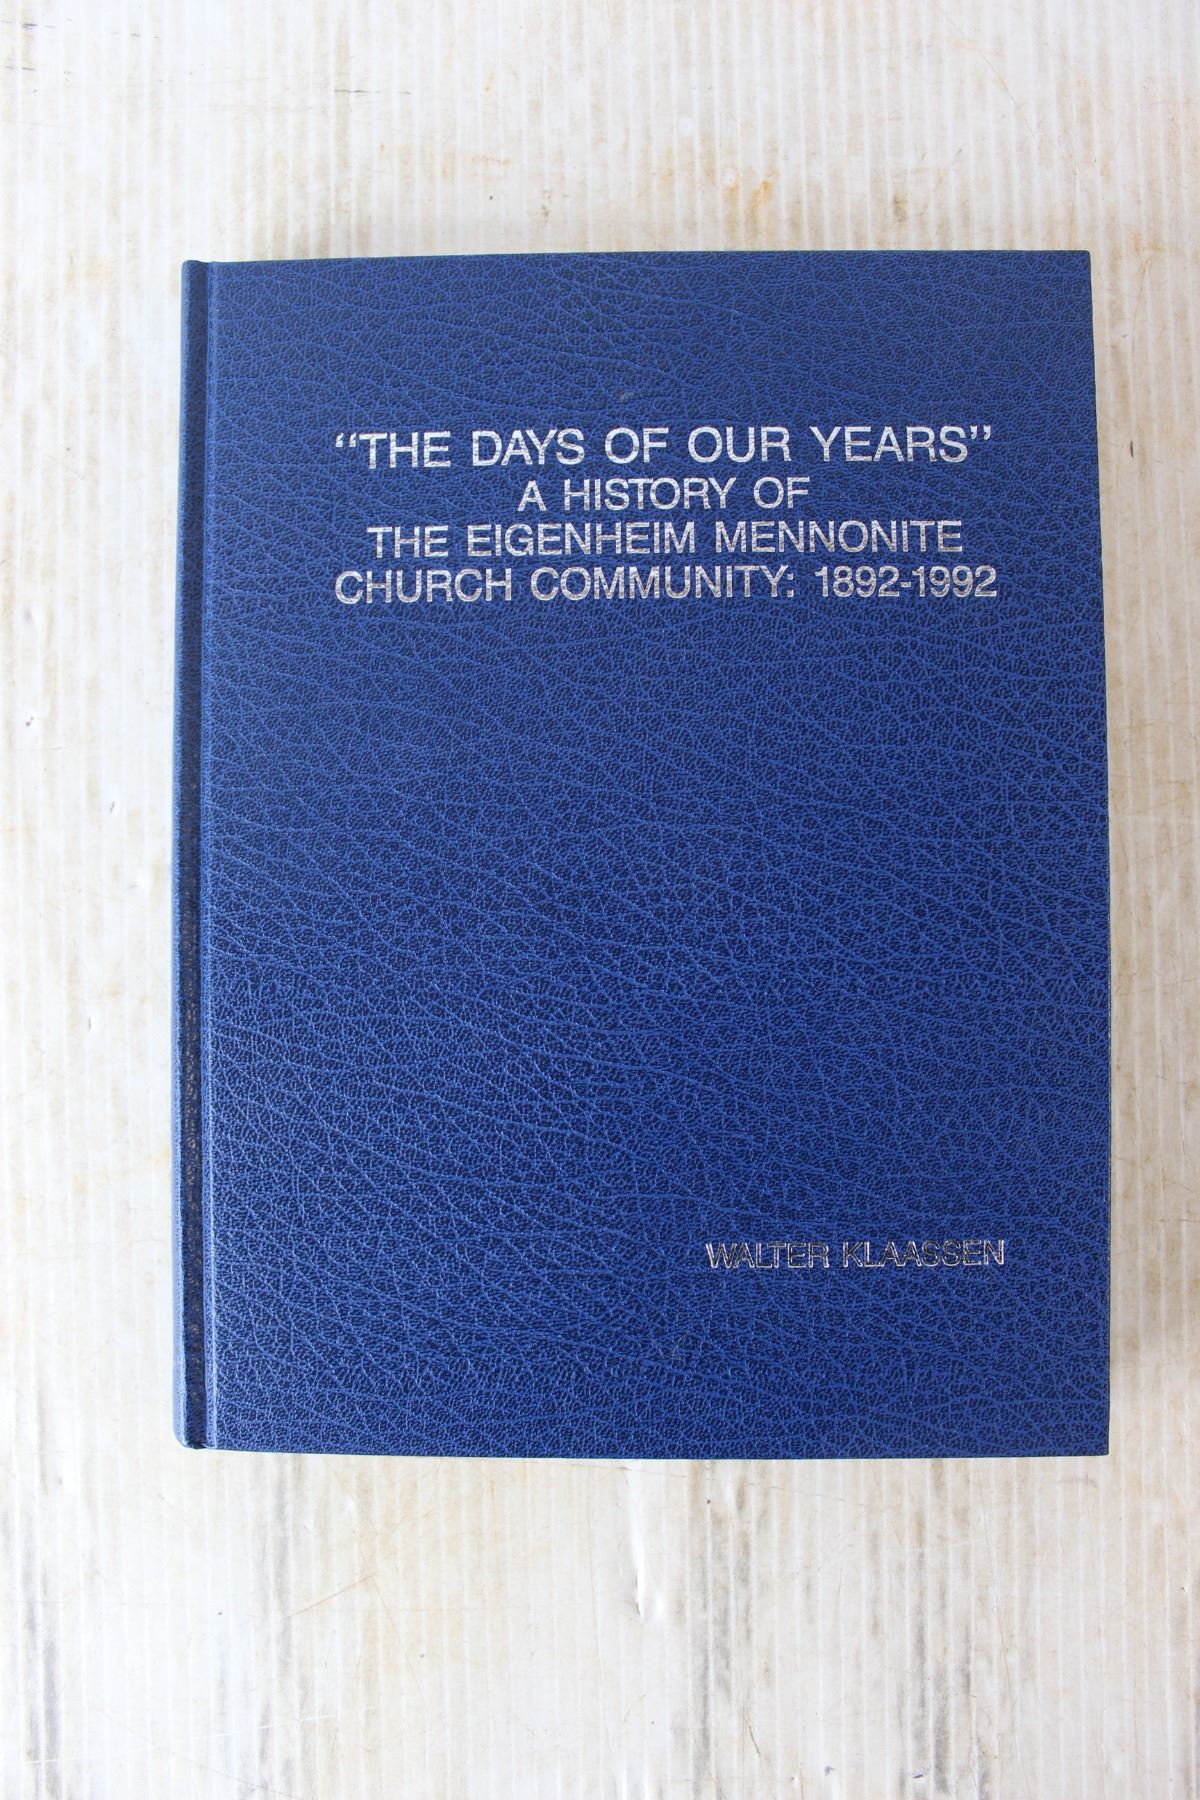 “THE DAYS OF OUR YEARS”
A HISTORY OF
THE EIGENHEIM MENNONITE
CHURCH COMMUNITY: 1892-1992
WALTER KLAASSEN